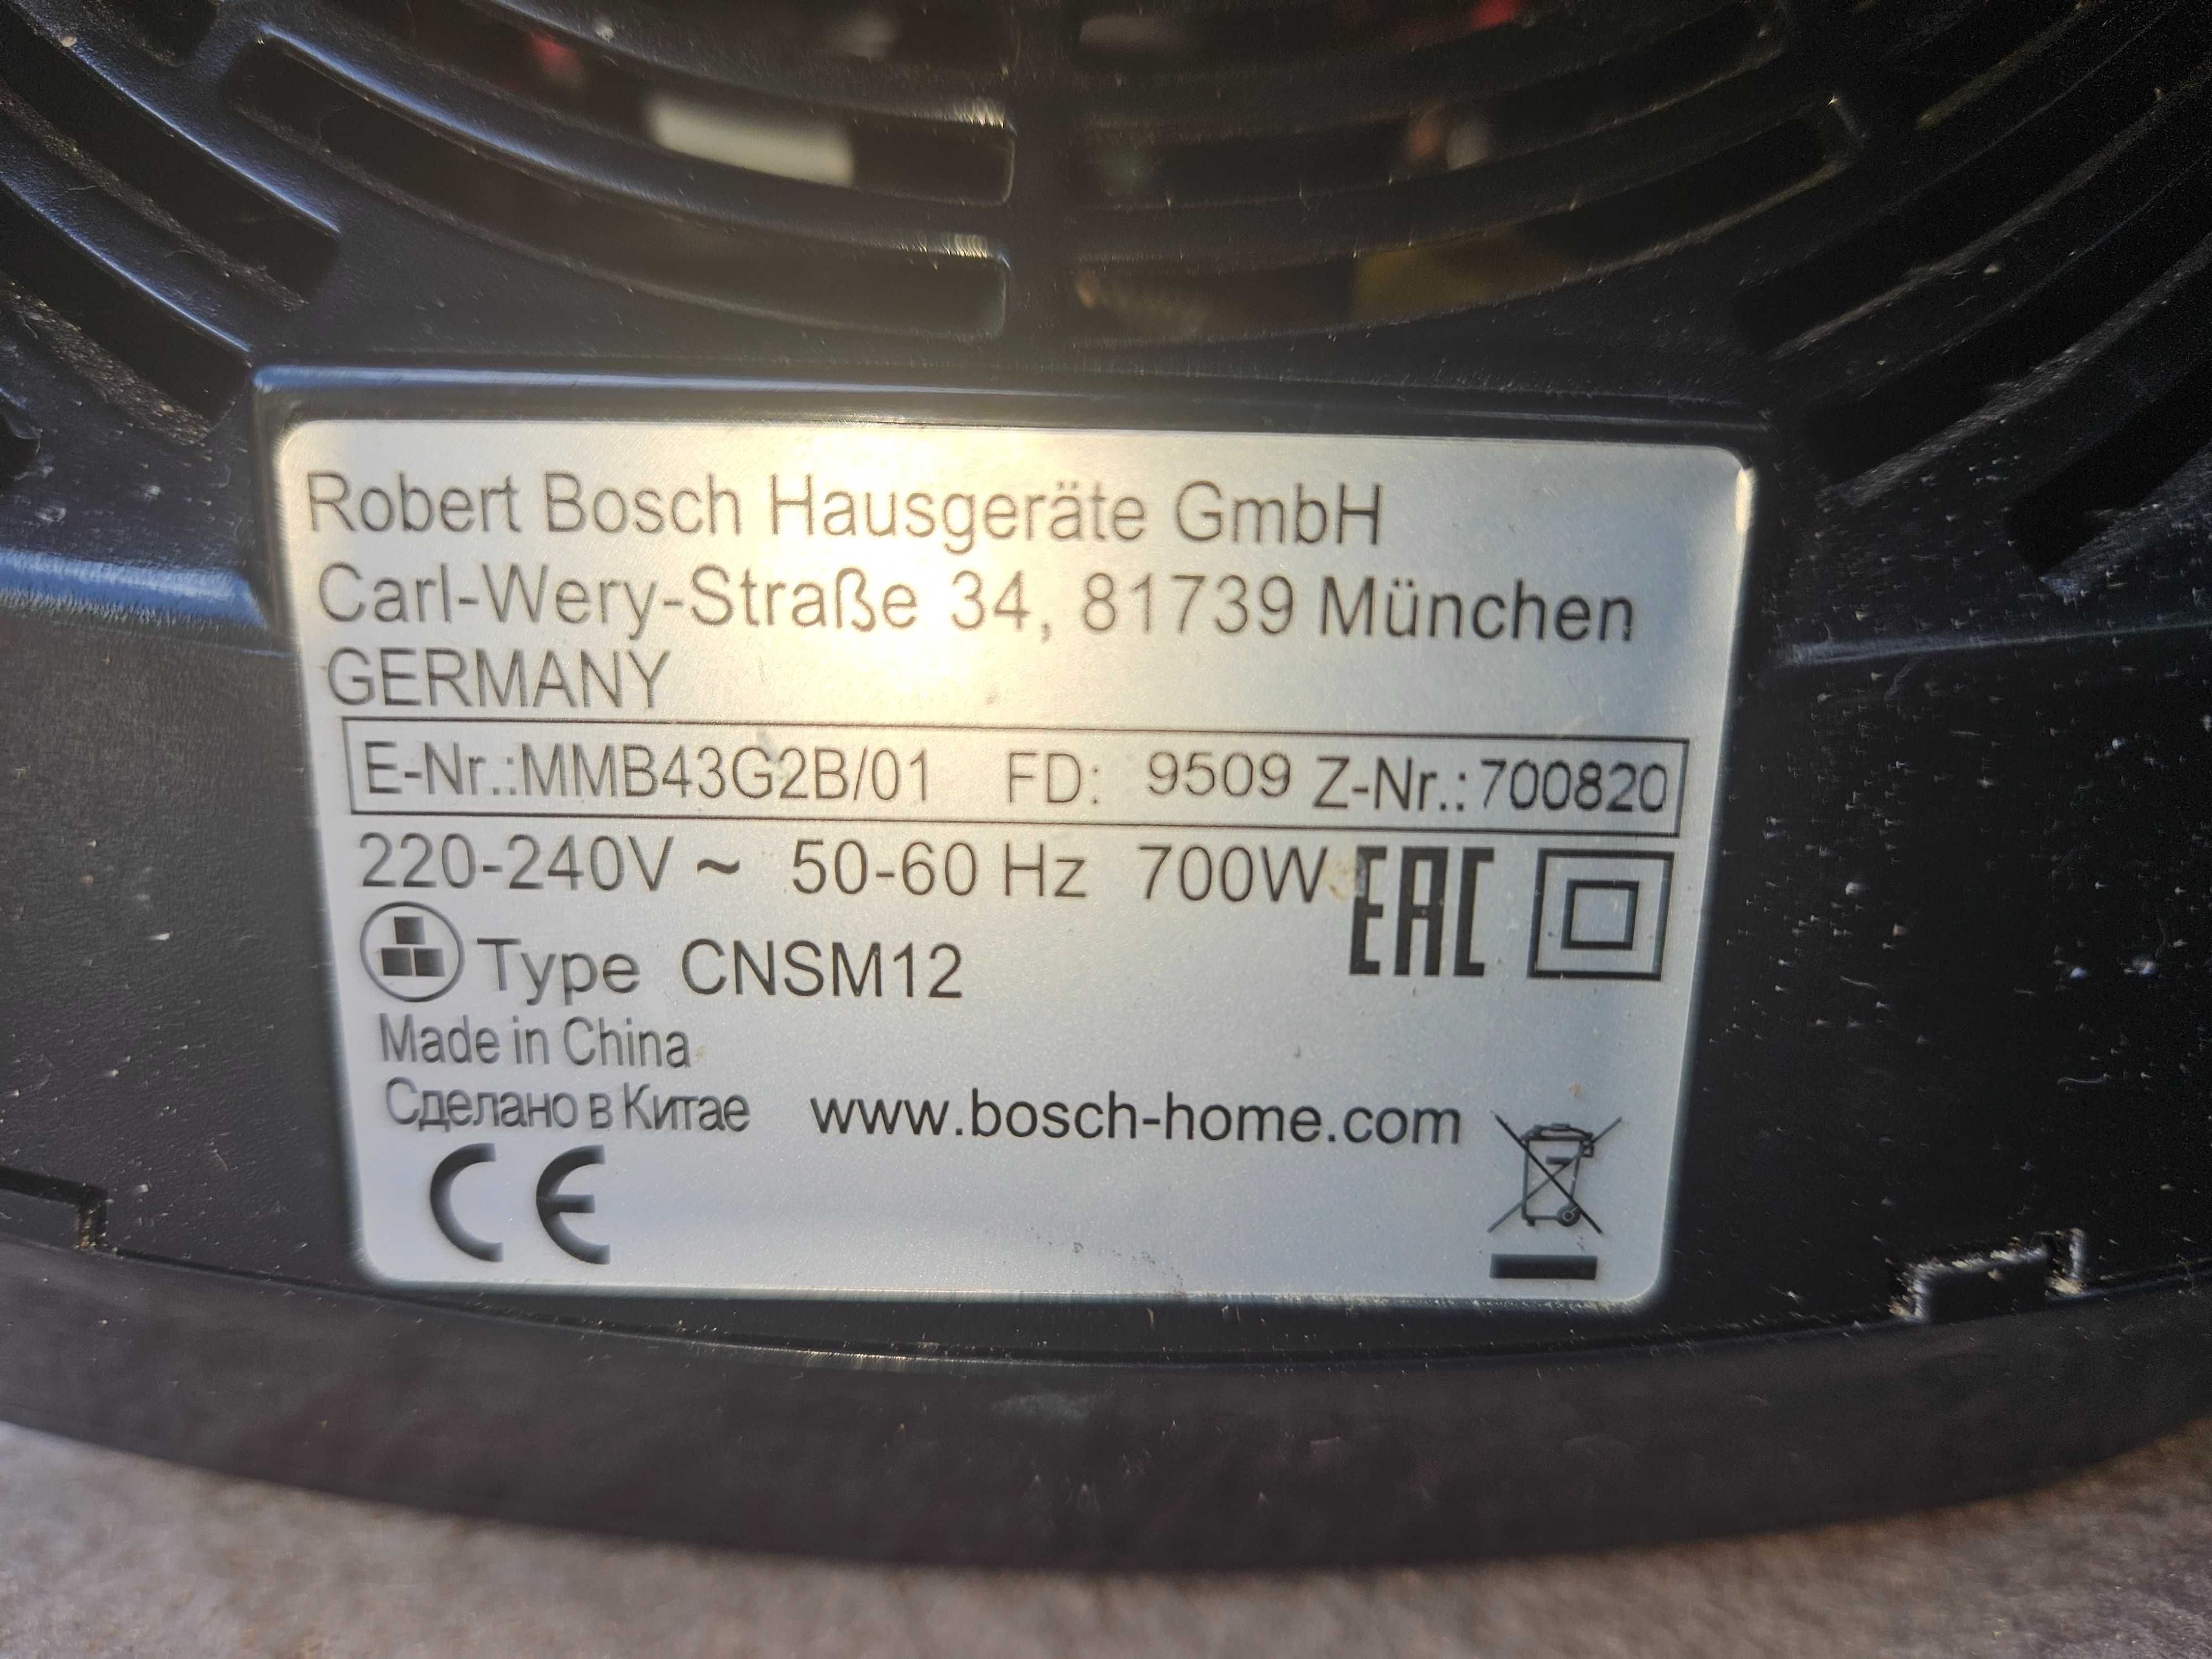 Robert Bosch Hausgeräte GmbH
Carl-Wery-Straße 34, 81739 München
GERMANY
E-Nr.:MMB43G2B/01 FD: 9509 Z-Nr.:700820
220-240V ~ 50-60 Hz 700W EAC
Type CNSM12
Made in China
Сделано в Китае www.bosch-home.com
CE